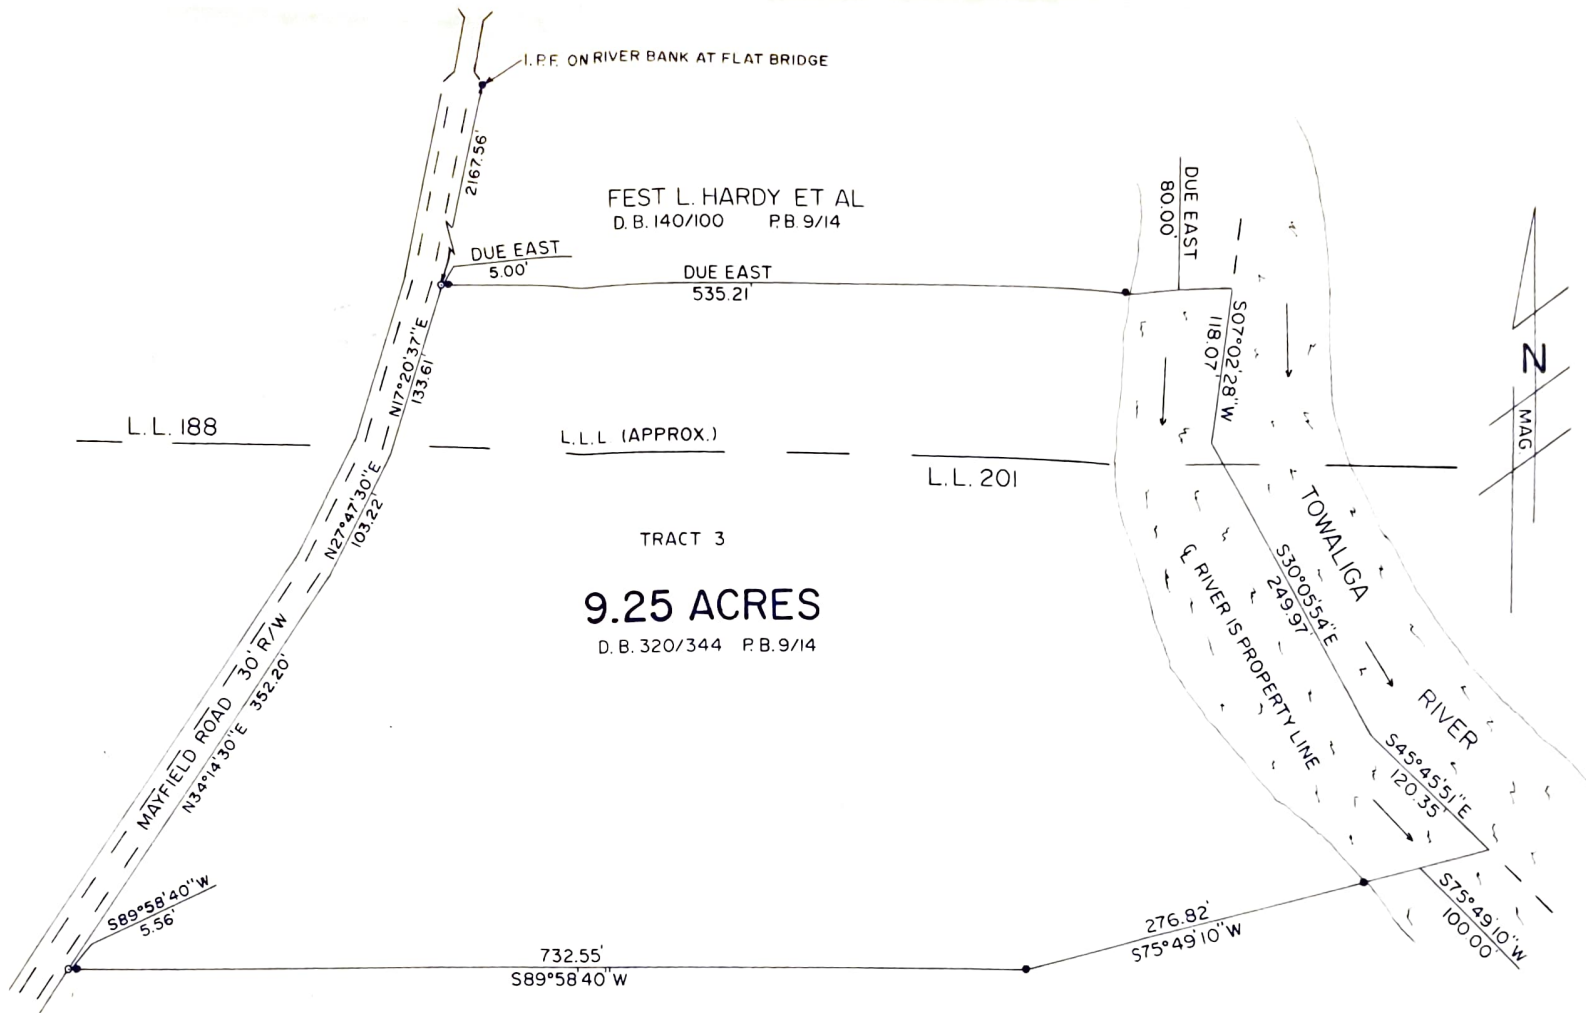 I.P.F. ON RIVER BANK AT FLAT BRIDGE
2167.56'
FEST L. HARDY ET AL
D.B. 140/100 P.B. 9/14
DUE EAST
80.00'
DUE EAST
5.00'
DUE EAST
535.21'
S07°02'28"W
118.07'
N17°20'37"E
133.61'
N
MAG.
L.L. 188
L.L.L (APPROX.)
L.L. 201
N27°47'30"E
103.22'
TRACT 3
9.25 ACRES
D.B. 320/344 P.B. 9/14
TOWALIGA RIVER
S30°05'54"E
249.97'
℄ RIVER IS PROPERTY LINE
MAYFIELD ROAD 30' R/W
N34°14'30"E 352.20'
S45°45'51"E
120.35'
S89°58'40"W
5.56'
S75°49'10"W
100.00'
276.82'
S75°49'10"W
732.55'
S89°58'40"W